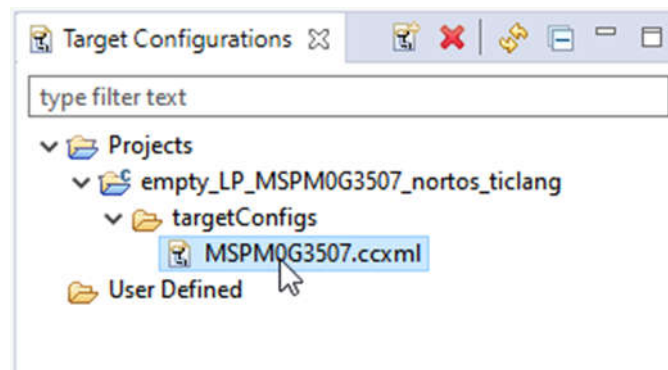 Target Configurations
type filter text
Projects
empty_LP_MSPM0G3507_nortos_ticlang
targetConfigs
MSPM0G3507.ccxml
User Defined